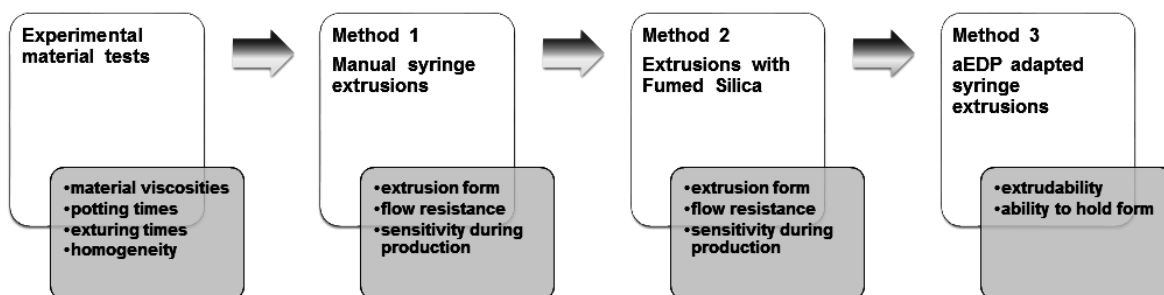 Experimental
material tests
•material viscosities
•potting times
•exturing times
•homogeneity
Method 1
Manual syringe
extrusions
•extrusion form
•flow resistance
•sensitivity during
production
Method 2
Extrusions with
Fumed Silica
•extrusion form
•flow resistance
•sensitivity during
production
Method 3
aEDP adapted
syringe
extrusions
•extrudability
•ability to hold form